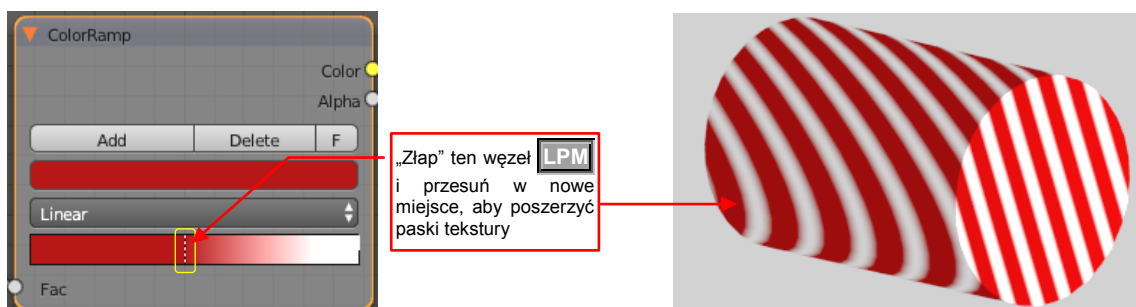 ColorRamp
Color
Alpha
Add Delete F
Linear
Fac
„Złap” ten węzeł LPM
i przesuń w nowe
miejsce, aby poszerzyć
paski tekstury